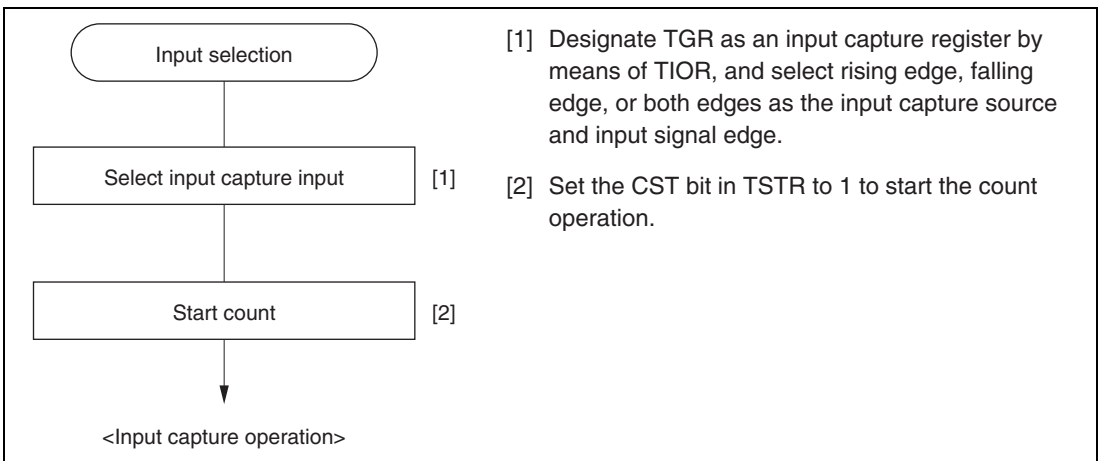 Input selection
Select input capture input
[1]
Start count
[2]
<Input capture operation>
[1] Designate TGR as an input capture register by
means of TIOR, and select rising edge, falling
edge, or both edges as the input capture source
and input signal edge.
[2] Set the CST bit in TSTR to 1 to start the count
operation.